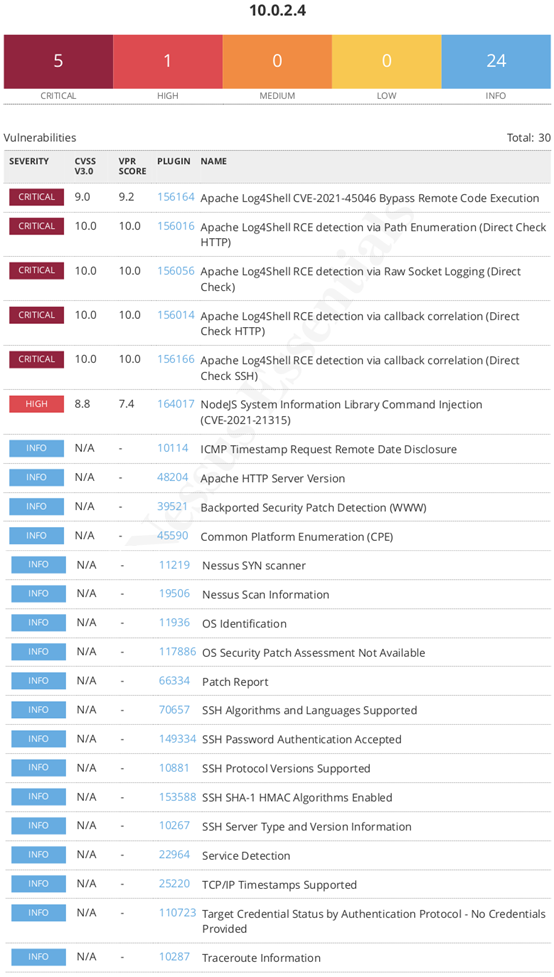 10.0.2.4
5 1 0 0 24
CRITICAL HIGH MEDIUM LOW INFO
Vulnerabilities Total: 30
SEVERITY CVSS VPR PLUGIN NAME
V3.0 SCORE
CRITICAL 9.0 9.2 156164 Apache Log4Shell CVE-2021-45046 Bypass Remote Code Execution
CRITICAL 10.0 10.0 156016 Apache Log4Shell RCE detection via Path Enumeration (Direct Check
HTTP)
CRITICAL 10.0 10.0 156056 Apache Log4Shell RCE detection via Raw Socket Logging (Direct
Check)
CRITICAL 10.0 10.0 156014 Apache Log4Shell RCE detection via callback correlation (Direct
Check HTTP)
CRITICAL 10.0 10.0 156166 Apache Log4Shell RCE detection via callback correlation (Direct
Check SSH)
HIGH 8.8 7.4 164017 NodeJS System Information Library Command Injection
(CVE-2021-21315)
INFO N/A - 10114 ICMP Timestamp Request Remote Date Disclosure
INFO N/A - 48204 Apache HTTP Server Version
INFO N/A - 39521 Backported Security Patch Detection (WWW)
INFO N/A - 45590 Common Platform Enumeration (CPE)
INFO N/A - 11219 Nessus SYN scanner
INFO N/A - 19506 Nessus Scan Information
INFO N/A - 11936 OS Identification
INFO N/A - 117886 OS Security Patch Assessment Not Available
INFO N/A - 66334 Patch Report
INFO N/A - 70657 SSH Algorithms and Languages Supported
INFO N/A - 149334 SSH Password Authentication Accepted
INFO N/A - 10881 SSH Protocol Versions Supported
INFO N/A - 153588 SSH SHA-1 HMAC Algorithms Enabled
INFO N/A - 10267 SSH Server Type and Version Information
INFO N/A - 22964 Service Detection
INFO N/A - 25220 TCP/IP Timestamps Supported
INFO N/A - 110723 Target Credential Status by Authentication Protocol - No Credentials
Provided
INFO N/A - 10287 Traceroute Information
Nessus Essentials